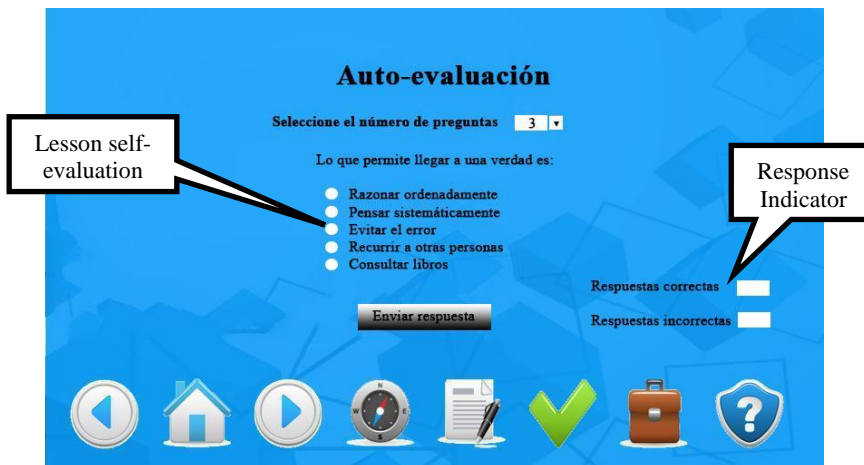 Auto-evaluación
Seleccione el número de preguntas 3
Lesson self-
evaluation
Lo que permite llegar a una verdad es:
Response
Indicator
Razonar ordenadamente
Pensar sistemáticamente
Evitar el error
Recurrir a otras personas
Consultar libros
Respuestas correctas
Enviar respuesta
Respuestas incorrectas
N
W
E
S
?